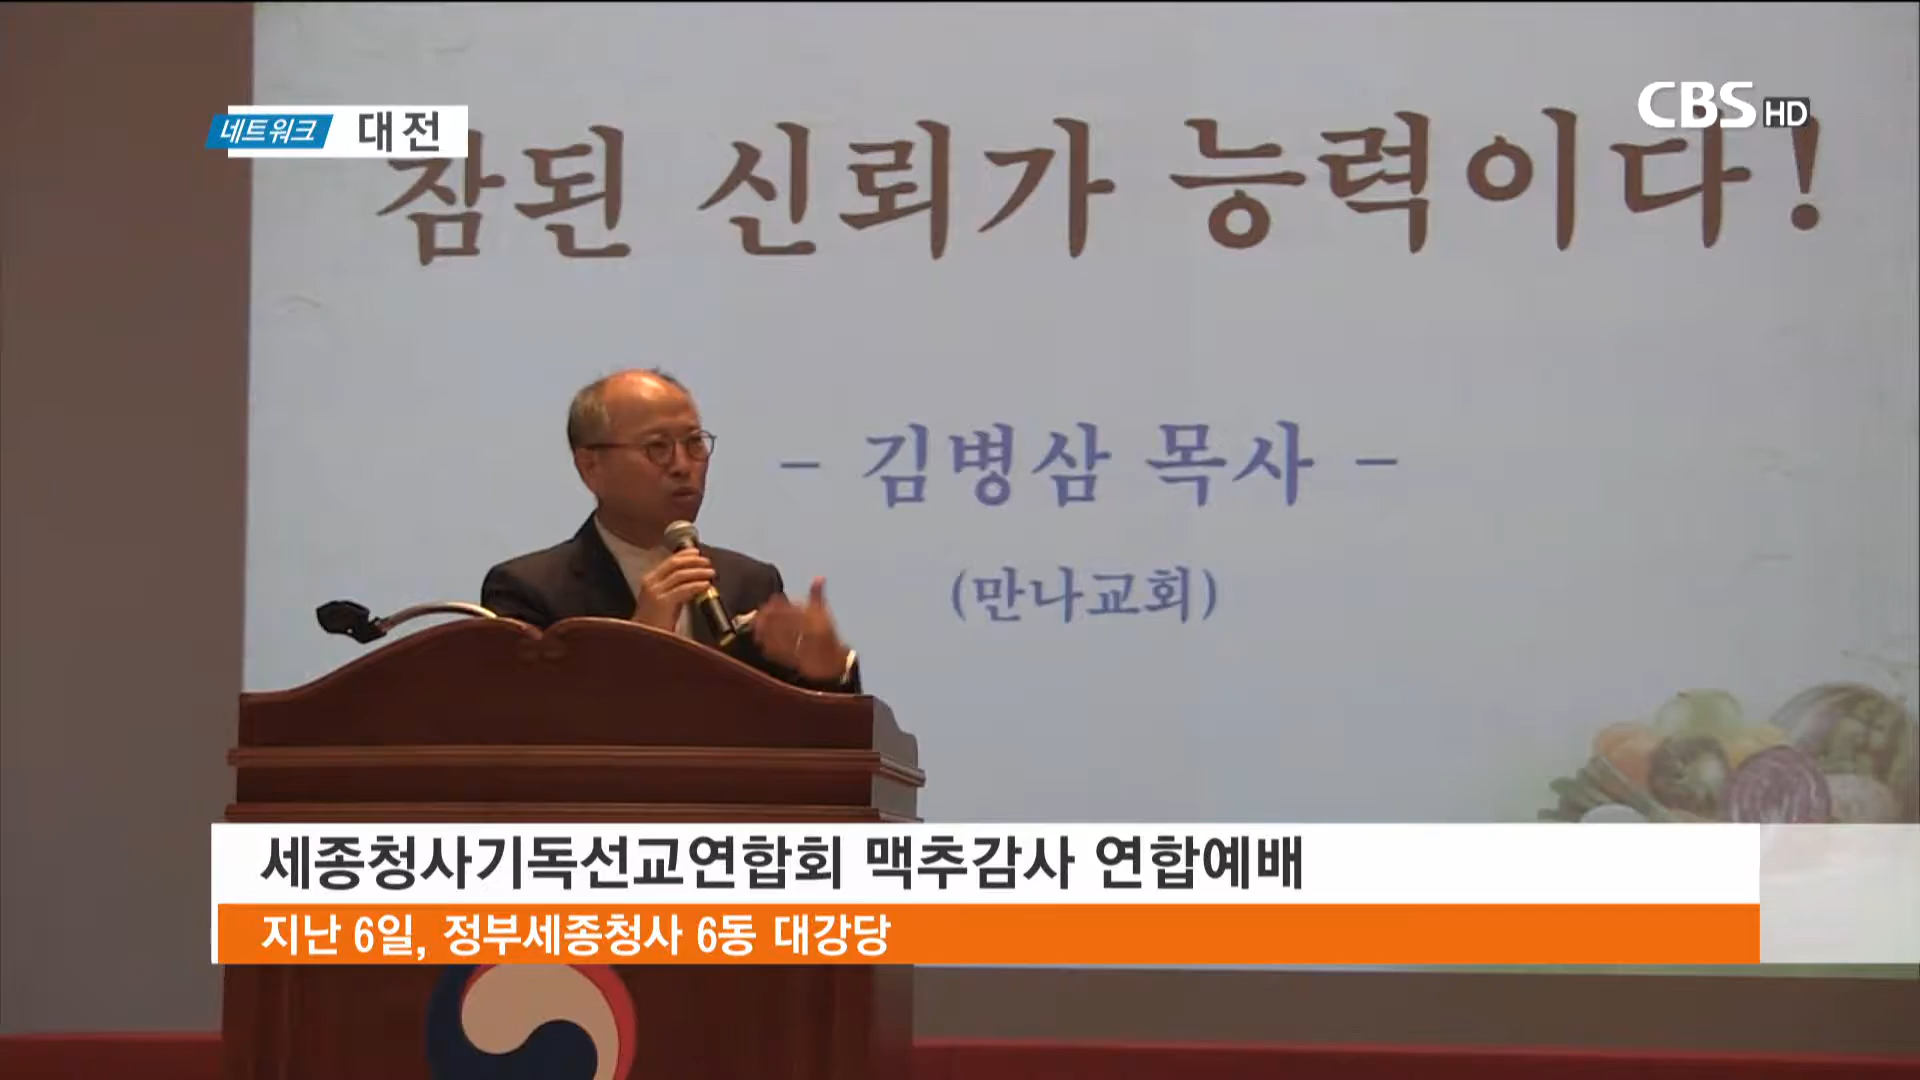 네트워크 대전
CBS HD
참된 신뢰가 능력이다!
- 김병삼 목사 -
(만나교회)
세종청사기독선교연합회 맥추감사 연합예배
지난 6일, 정부세종청사 6동 대강당